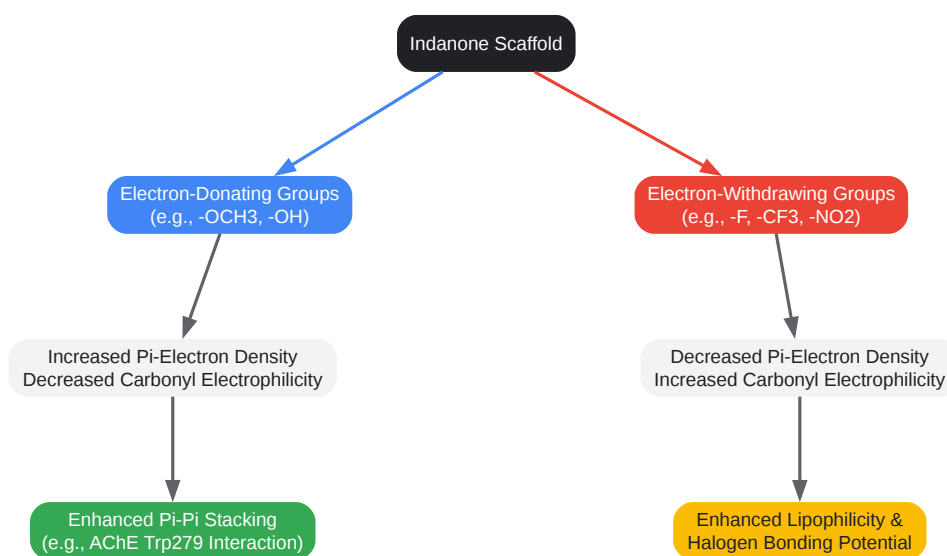 Indanone Scaffold
Electron-Donating Groups
(e.g., -OCH3, -OH)
Electron-Withdrawing Groups
(e.g., -F, -CF3, -NO2)
Increased Pi-Electron Density
Decreased Carbonyl Electrophilicity
Decreased Pi-Electron Density
Increased Carbonyl Electrophilicity
Enhanced Pi-Pi Stacking
(e.g., AChE Trp279 Interaction)
Enhanced Lipophilicity &
Halogen Bonding Potential